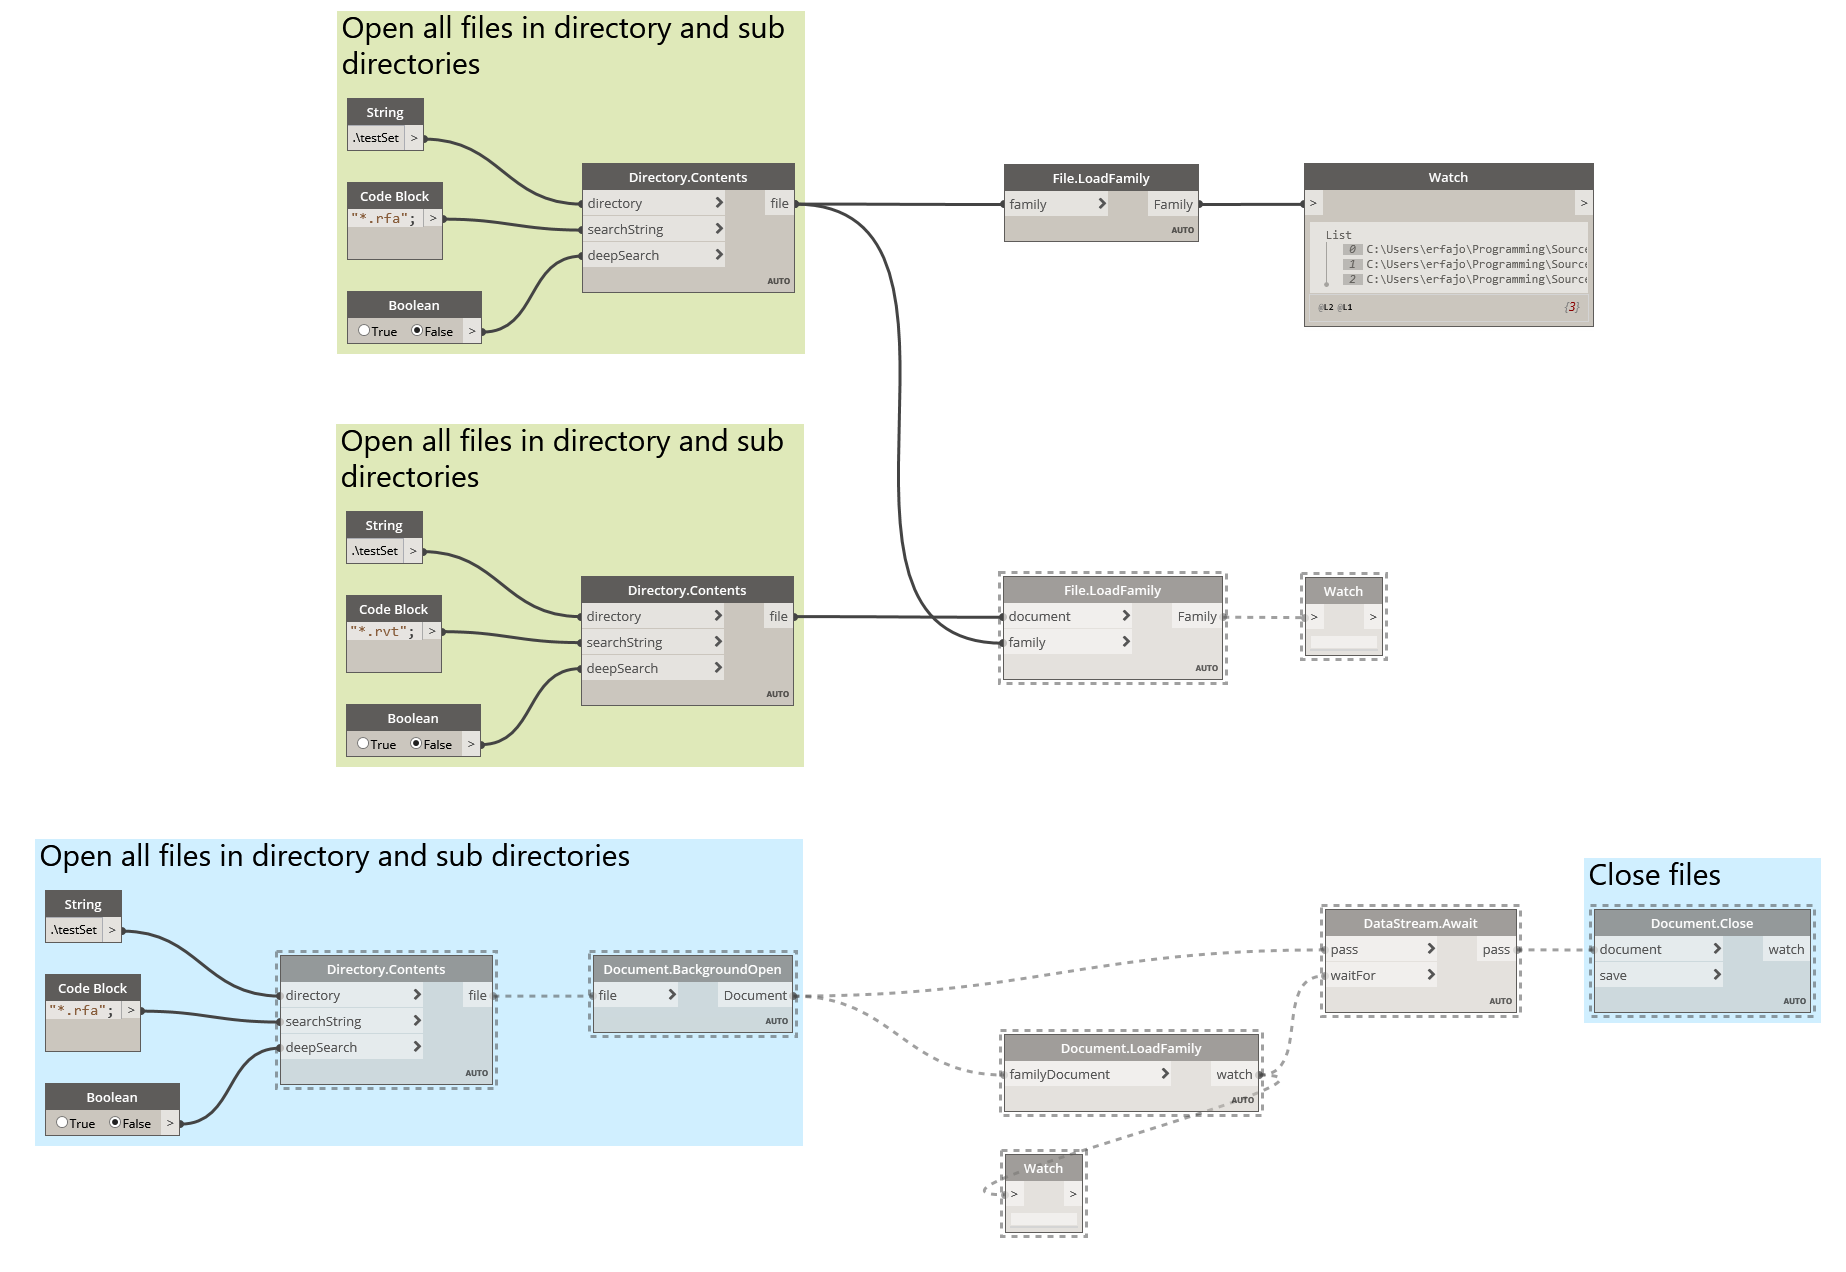 Open all files in directory and sub
directories
String
.\testSet >
Code Block
"*.rfa"; >
Boolean
True False >
Directory.Contents
directory > file
searchString >
deepSearch >
AUTO
File.LoadFamily
family > Family
AUTO
Watch
> >
List
0 C:\Users\erfajo\Programming\Source
1 C:\Users\erfajo\Programming\Source
2 C:\Users\erfajo\Programming\Source
@L2 @L1 {3}
Open all files in directory and sub
directories
String
.\testSet >
Code Block
"*.rvt"; >
Boolean
True False >
Directory.Contents
directory > file
searchString >
deepSearch >
AUTO
File.LoadFamily
document > Family
family >
AUTO
Watch
> >
Open all files in directory and sub directories
String
.\testSet >
Code Block
"*.rfa"; >
Boolean
True False >
Directory.Contents
directory > file
searchString >
deepSearch >
AUTO
Document.BackgroundOpen
file > Document
AUTO
Document.LoadFamily
familyDocument > watch
AUTO
Watch
> >
DataStream.Await
pass > pass
waitFor >
AUTO
Close files
Document.Close
document > watch
save >
AUTO